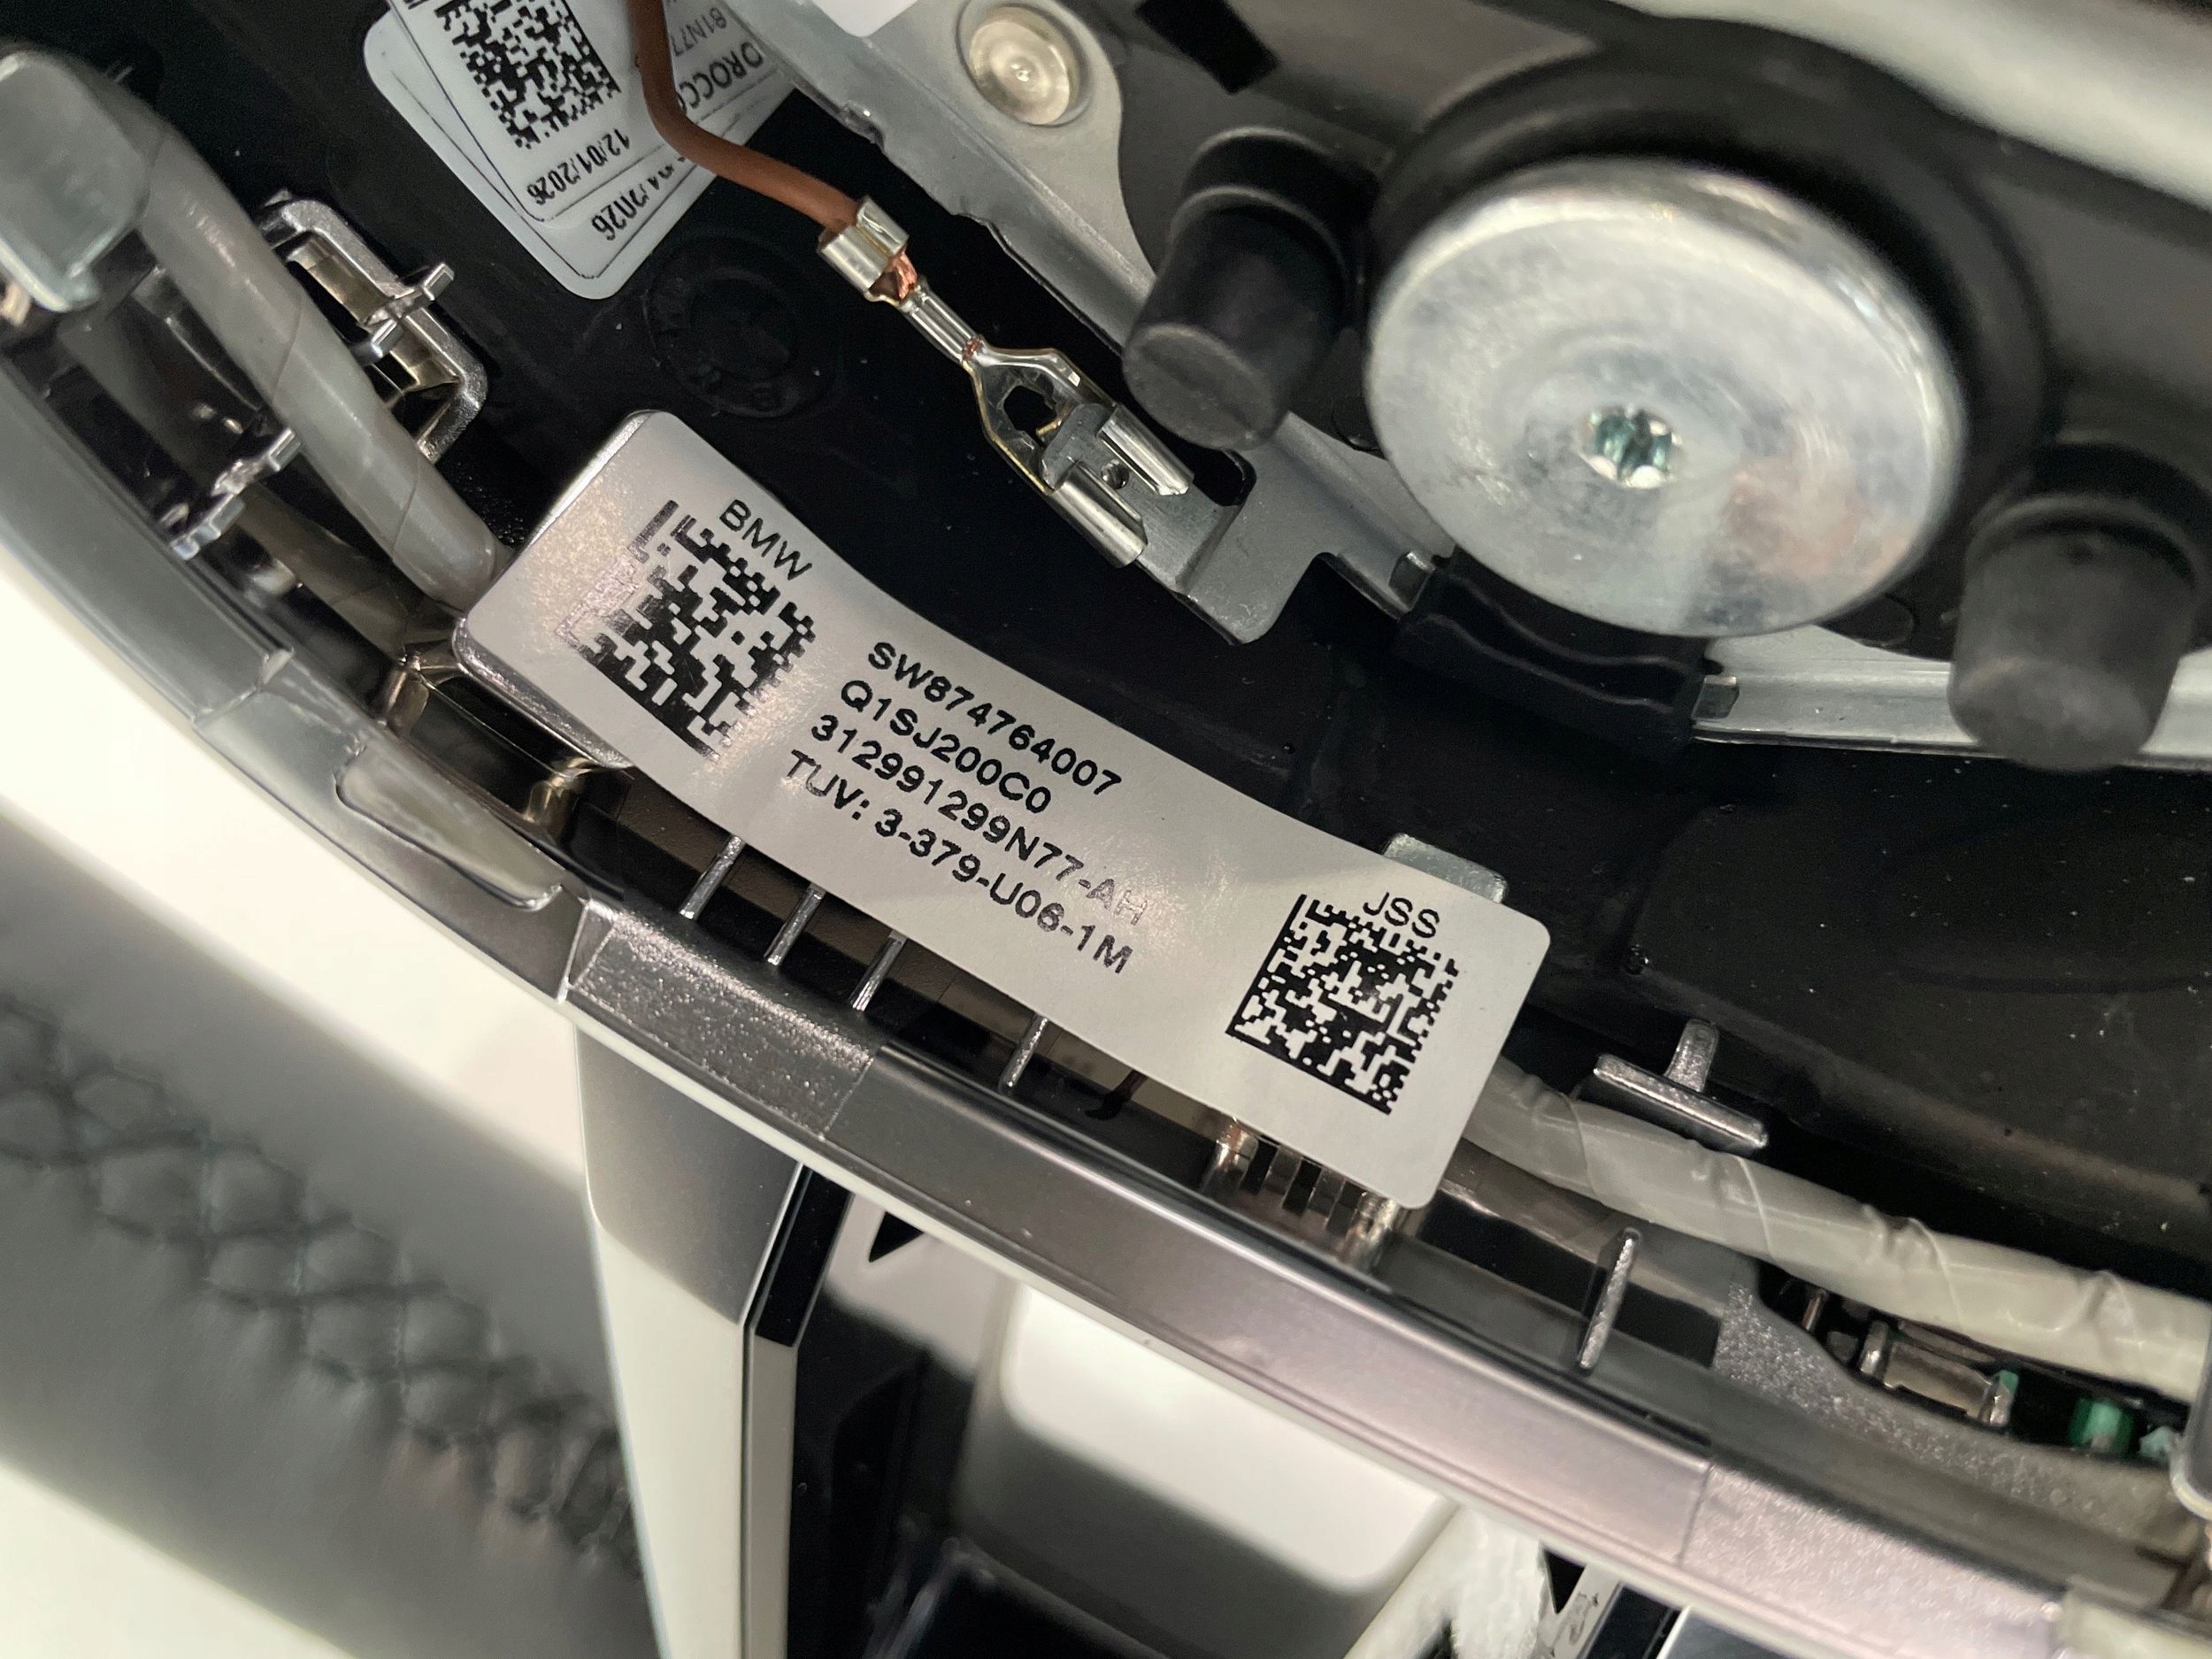 BMW
SW874764007
Q1SJ200C0
312991299N77-AH
TUV: 3-379-U06-1M
JSS
12/01/2026